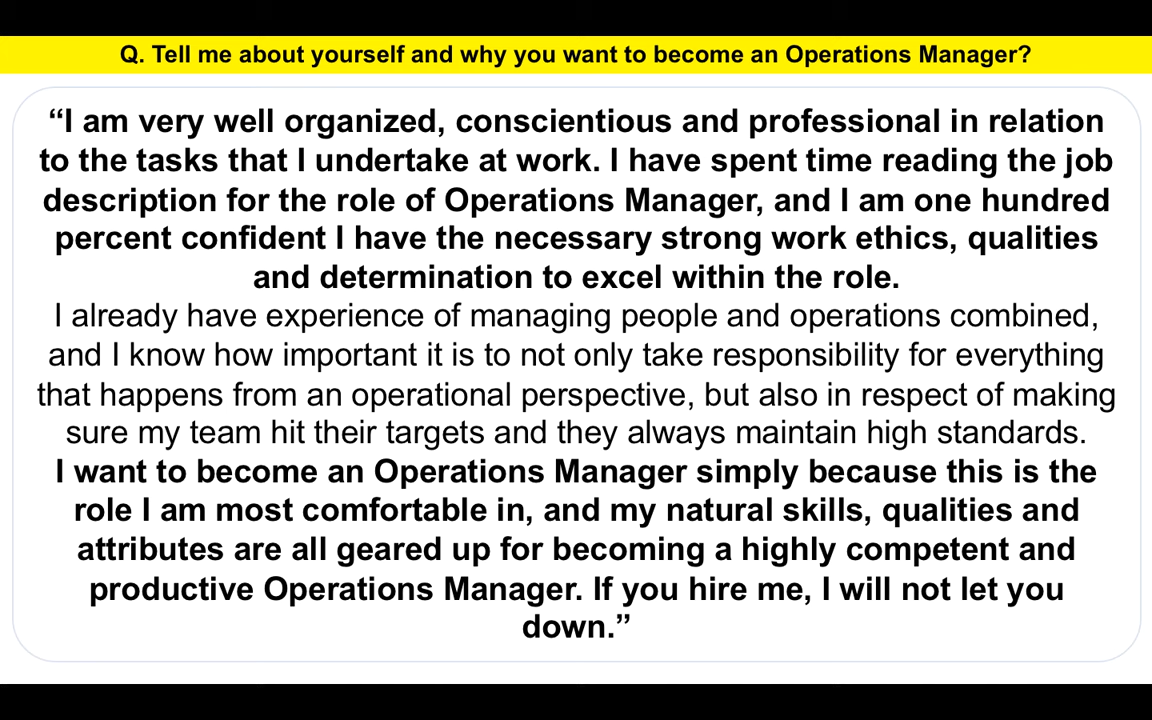 Q. Tell me about yourself and why you want to become an Operations Manager?
“I am very well organized, conscientious and professional in relation
to the tasks that I undertake at work. I have spent time reading the job
description for the role of Operations Manager, and I am one hundred
percent confident I have the necessary strong work ethics, qualities
and determination to excel within the role.
I already have experience of managing people and operations combined,
and I know how important it is to not only take responsibility for everything
that happens from an operational perspective, but also in respect of making
sure my team hit their targets and they always maintain high standards.
I want to become an Operations Manager simply because this is the
role I am most comfortable in, and my natural skills, qualities and
attributes are all geared up for becoming a highly competent and
productive Operations Manager. If you hire me, I will not let you
down.”